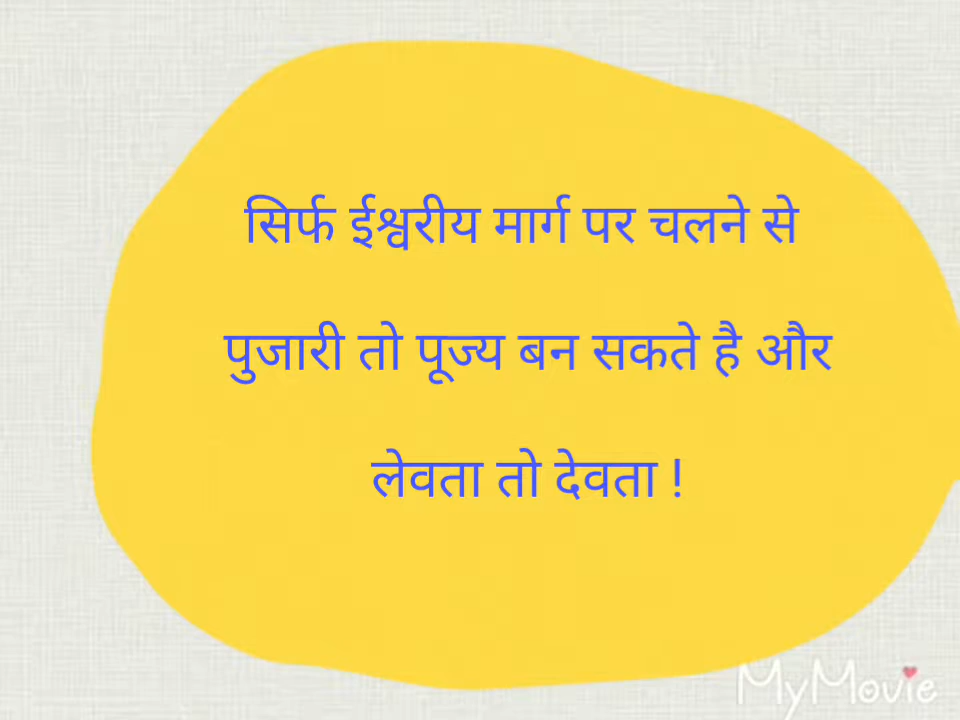 सिर्फ ईश्वरीय मार्ग पर चलने से
पुजारी तो पूज्य बन सकते है और
लेवता तो देवता !
MyMovie